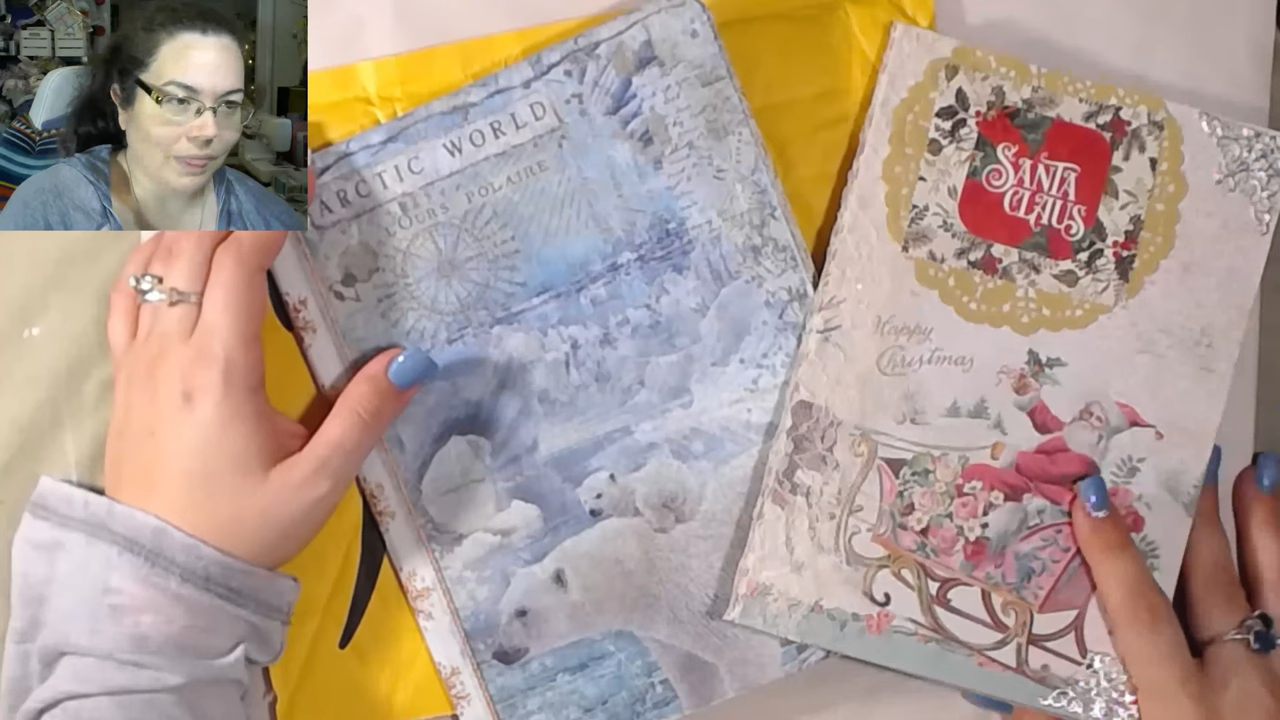 ARCTIC WORLD
OURS POLAIRE
SANTA
CLAUS
Happy
Christmas